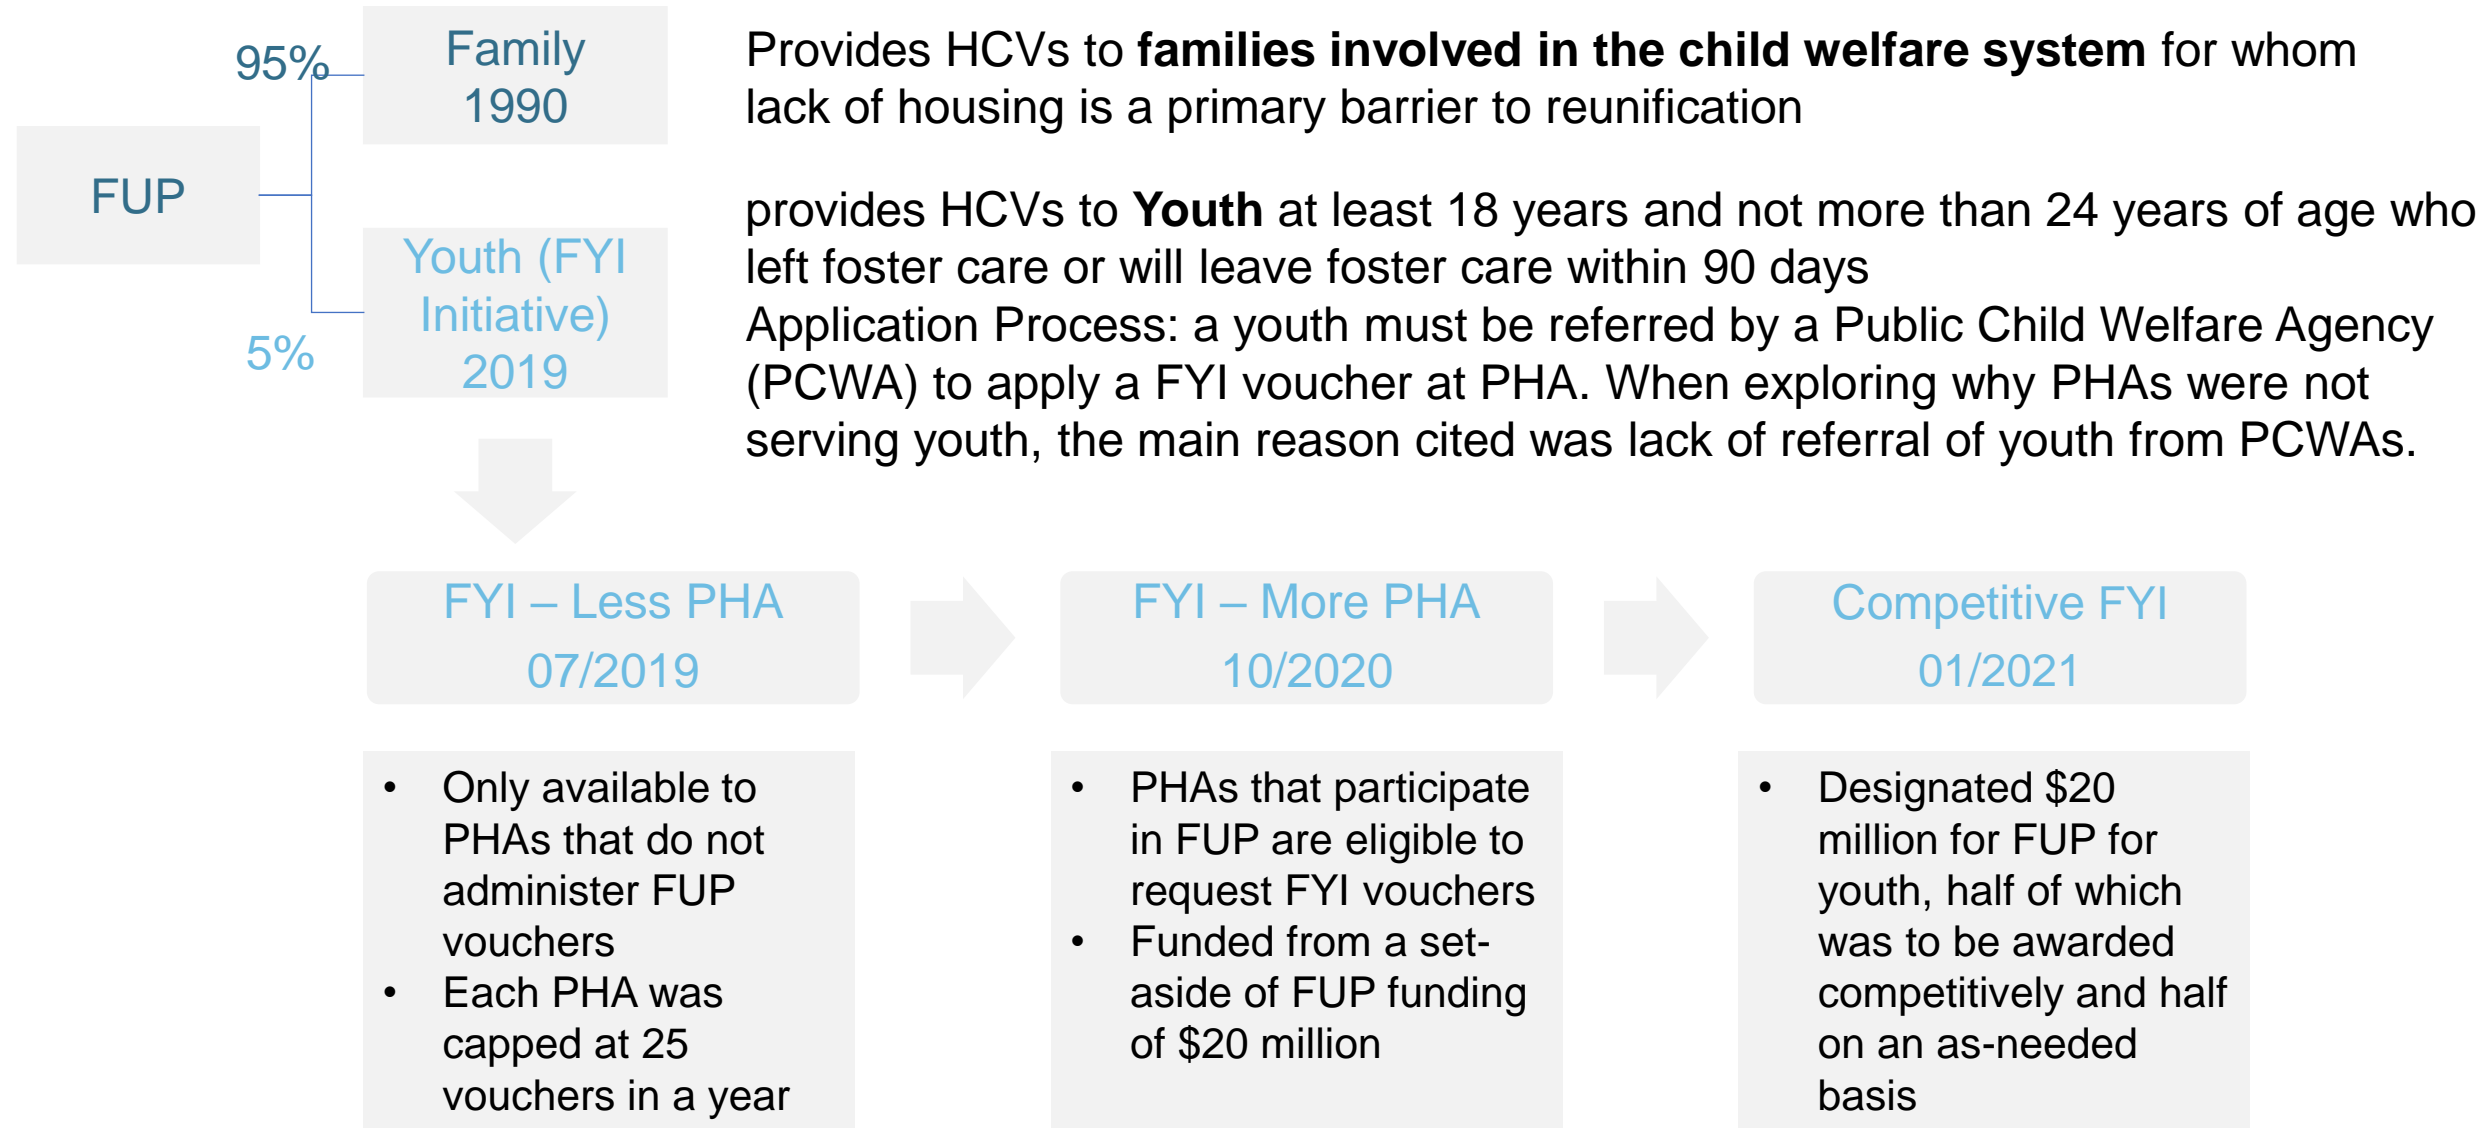 95%
Family
1990
Provides HCVs to families involved in the child welfare system for whom
lack of housing is a primary barrier to reunification
FUP
5%
Youth (FYI
Initiative)
2019
provides HCVs to Youth at least 18 years and not more than 24 years of age who
left foster care or will leave foster care within 90 days
Application Process: a youth must be referred by a Public Child Welfare Agency
(PCWA) to apply a FYI voucher at PHA. When exploring why PHAs were not
serving youth, the main reason cited was lack of referral of youth from PCWAs.
FYI – Less PHA
07/2019
FYI – More PHA
10/2020
Competitive FYI
01/2021
• Only available to
PHAs that do not
administer FUP
vouchers
• Each PHA was
capped at 25
vouchers in a year
• PHAs that participate
in FUP are eligible to
request FYI vouchers
• Funded from a set-
aside of FUP funding
of $20 million
• Designated $20
million for FUP for
youth, half of which
was to be awarded
competitively and half
on an as-needed
basis